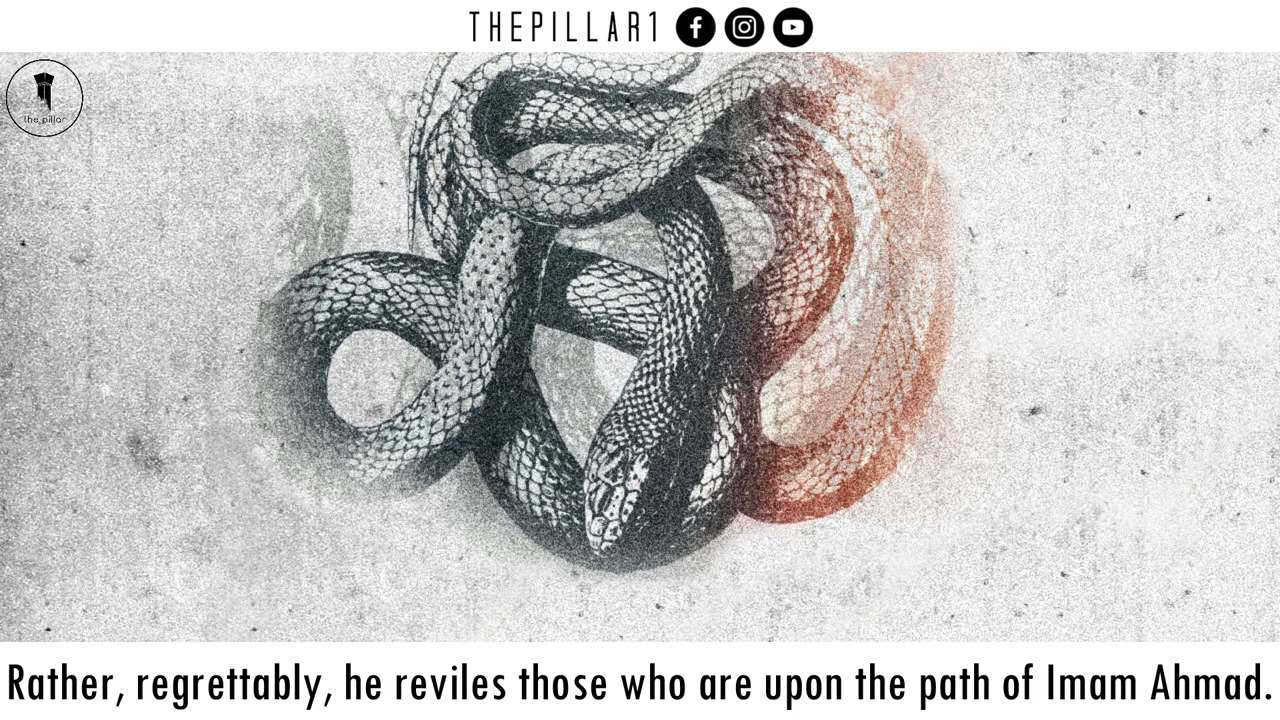 THEPILLAR1
the pillar
Rather, regrettably, he reviles those who are upon the path of Imam Ahmad.